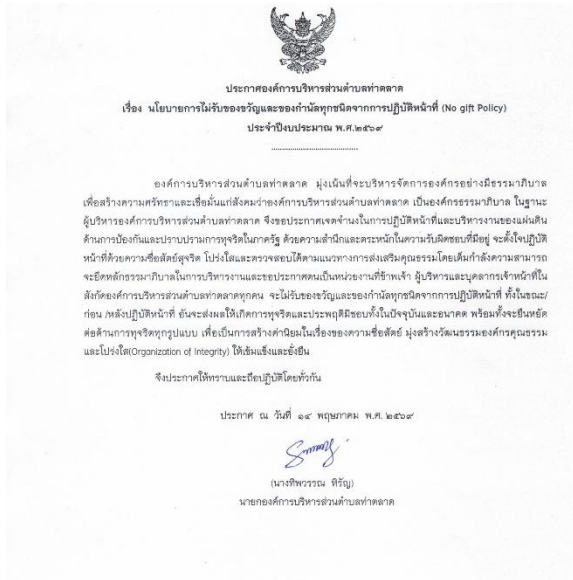 ประกาศองค์การบริหารส่วนตำบลท่าตลาด
เรื่อง นโยบายการไม่รับของขวัญและของกำนัลทุกชนิดจากการปฏิบัติหน้าที่ (No gift Policy)
ประจำปีงบประมาณ พ.ศ.๒๕๖๙
องค์การบริหารส่วนตำบลท่าตลาด มุ่งเน้นที่จะบริหารจัดการองค์กรอย่างมีธรรมาภิบาล
เพื่อสร้างความศรัทธาและเชื่อมั่นแก่สังคมว่าองค์การบริหารส่วนตำบลท่าตลาด เป็นองค์กรธรรมาภิบาล ในฐานะ
ผู้บริหารองค์การบริหารส่วนตำบลท่าตลาด จึงขอประกาศเจตจำนงในการปฏิบัติหน้าที่และบริหารงานของแผ่นดิน
ด้านการป้องกันและปราบปรามการทุจริตในภาครัฐ ด้วยความสำนึกและตระหนักในความรับผิดชอบที่มีอยู่ จะตั้งใจปฏิบัติ
หน้าที่ด้วยความซื่อสัตย์สุจริต โปร่งใสและตรวจสอบได้ตามแนวทางการส่งเสริมคุณธรรมโดยเต็มกำลังความสามารถ
จะยึดหลักธรรมาภิบาลในการบริหารงานและขอประกาศตนเป็นหน่วยงานที่ข้าพเจ้า ผู้บริหารและบุคลากรเจ้าหน้าที่ใน
สังกัดองค์การบริหารส่วนตำบลท่าตลาดทุกคน จะไม่รับของขวัญและของกำนัลทุกชนิดจากการปฏิบัติหน้าที่ ทั้งในขณะ/
ก่อน /หลังปฏิบัติหน้าที่ อันจะส่งผลให้เกิดการทุจริตและประพฤติมิชอบทั้งในปัจจุบันและอนาคต พร้อมทั้งจะยืนหยัด
ต่อต้านการทุจริตทุกรูปแบบ เพื่อเป็นการสร้างค่านิยมในเรื่องของความซื่อสัตย์ มุ่งสร้างวัฒนธรรมองค์กรคุณธรรม
และโปร่งใส(Organization of Integrity) ให้เข้มแข็งและยั่งยืน
จึงประกาศให้ทราบและถือปฏิบัติโดยทั่วกัน
ประกาศ ณ วันที่ ๑๔ พฤษภาคม พ.ศ. ๒๕๖๙
(นางทิพวรรณ หิรัญ)
นายกองค์การบริหารส่วนตำบลท่าตลาด